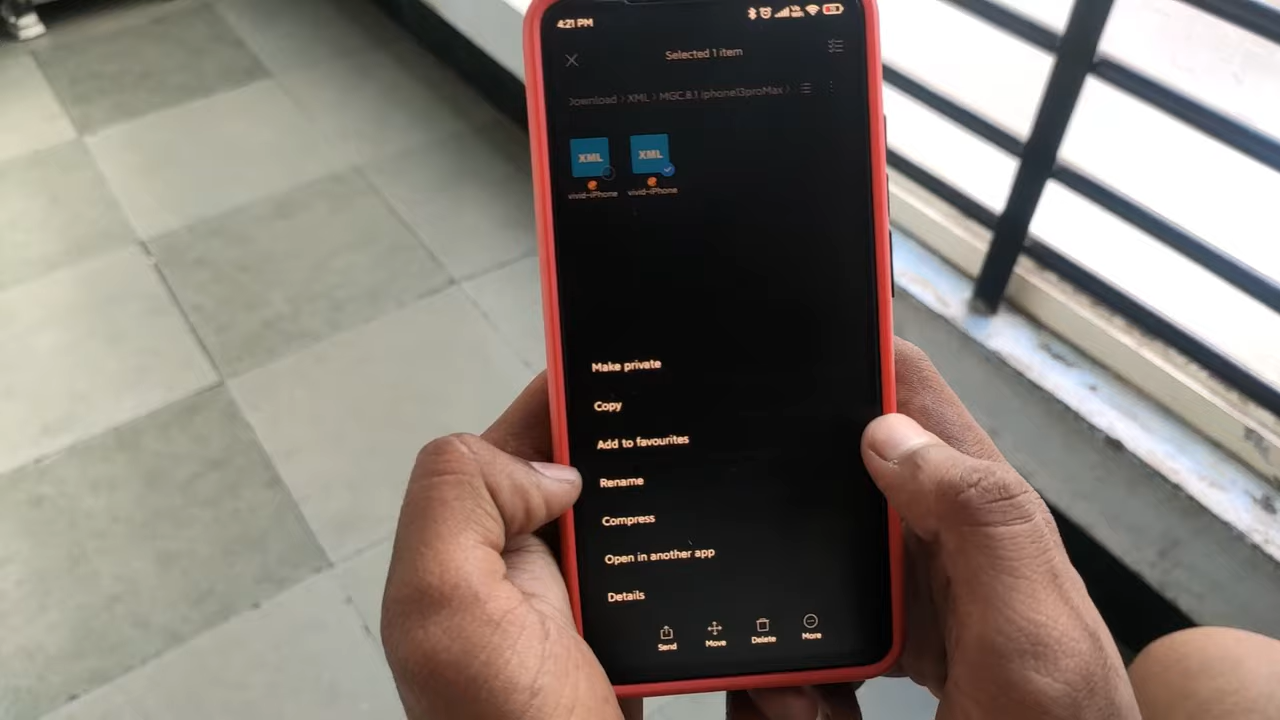 4:21 PM
Selected 1 item
Download > XML > MGC.8.1 iphone13proMax >
XML
XML
vivid-iPhone
vivid-iPhone
Make private
Copy
Add to favourites
Rename
Compress
Open in another app
Details
Send
Move
Delete
More